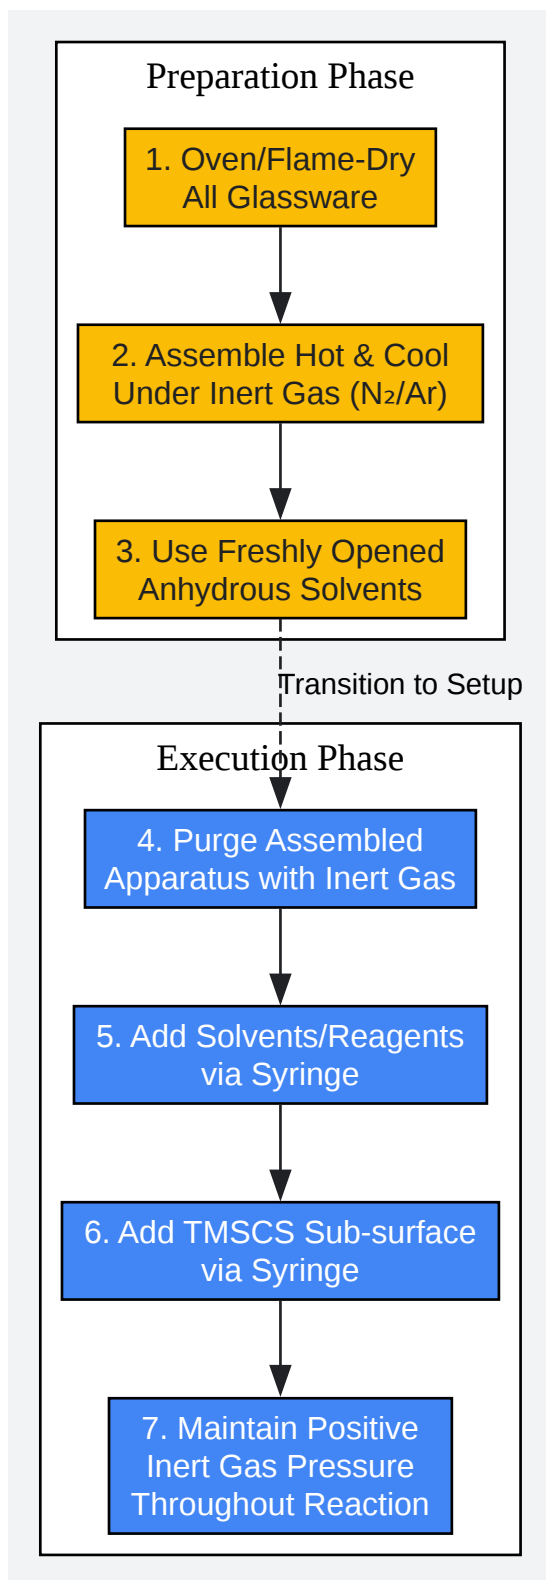 Preparation Phase
1. Oven/Flame-Dry
All Glassware
2. Assemble Hot & Cool
Under Inert Gas (N₂/Ar)
3. Use Freshly Opened
Anhydrous Solvents
Transition to Setup
Execution Phase
4. Purge Assembled
Apparatus with Inert Gas
5. Add Solvents/Reagents
via Syringe
6. Add TMSCS Sub-surface
via Syringe
7. Maintain Positive
Inert Gas Pressure
Throughout Reaction